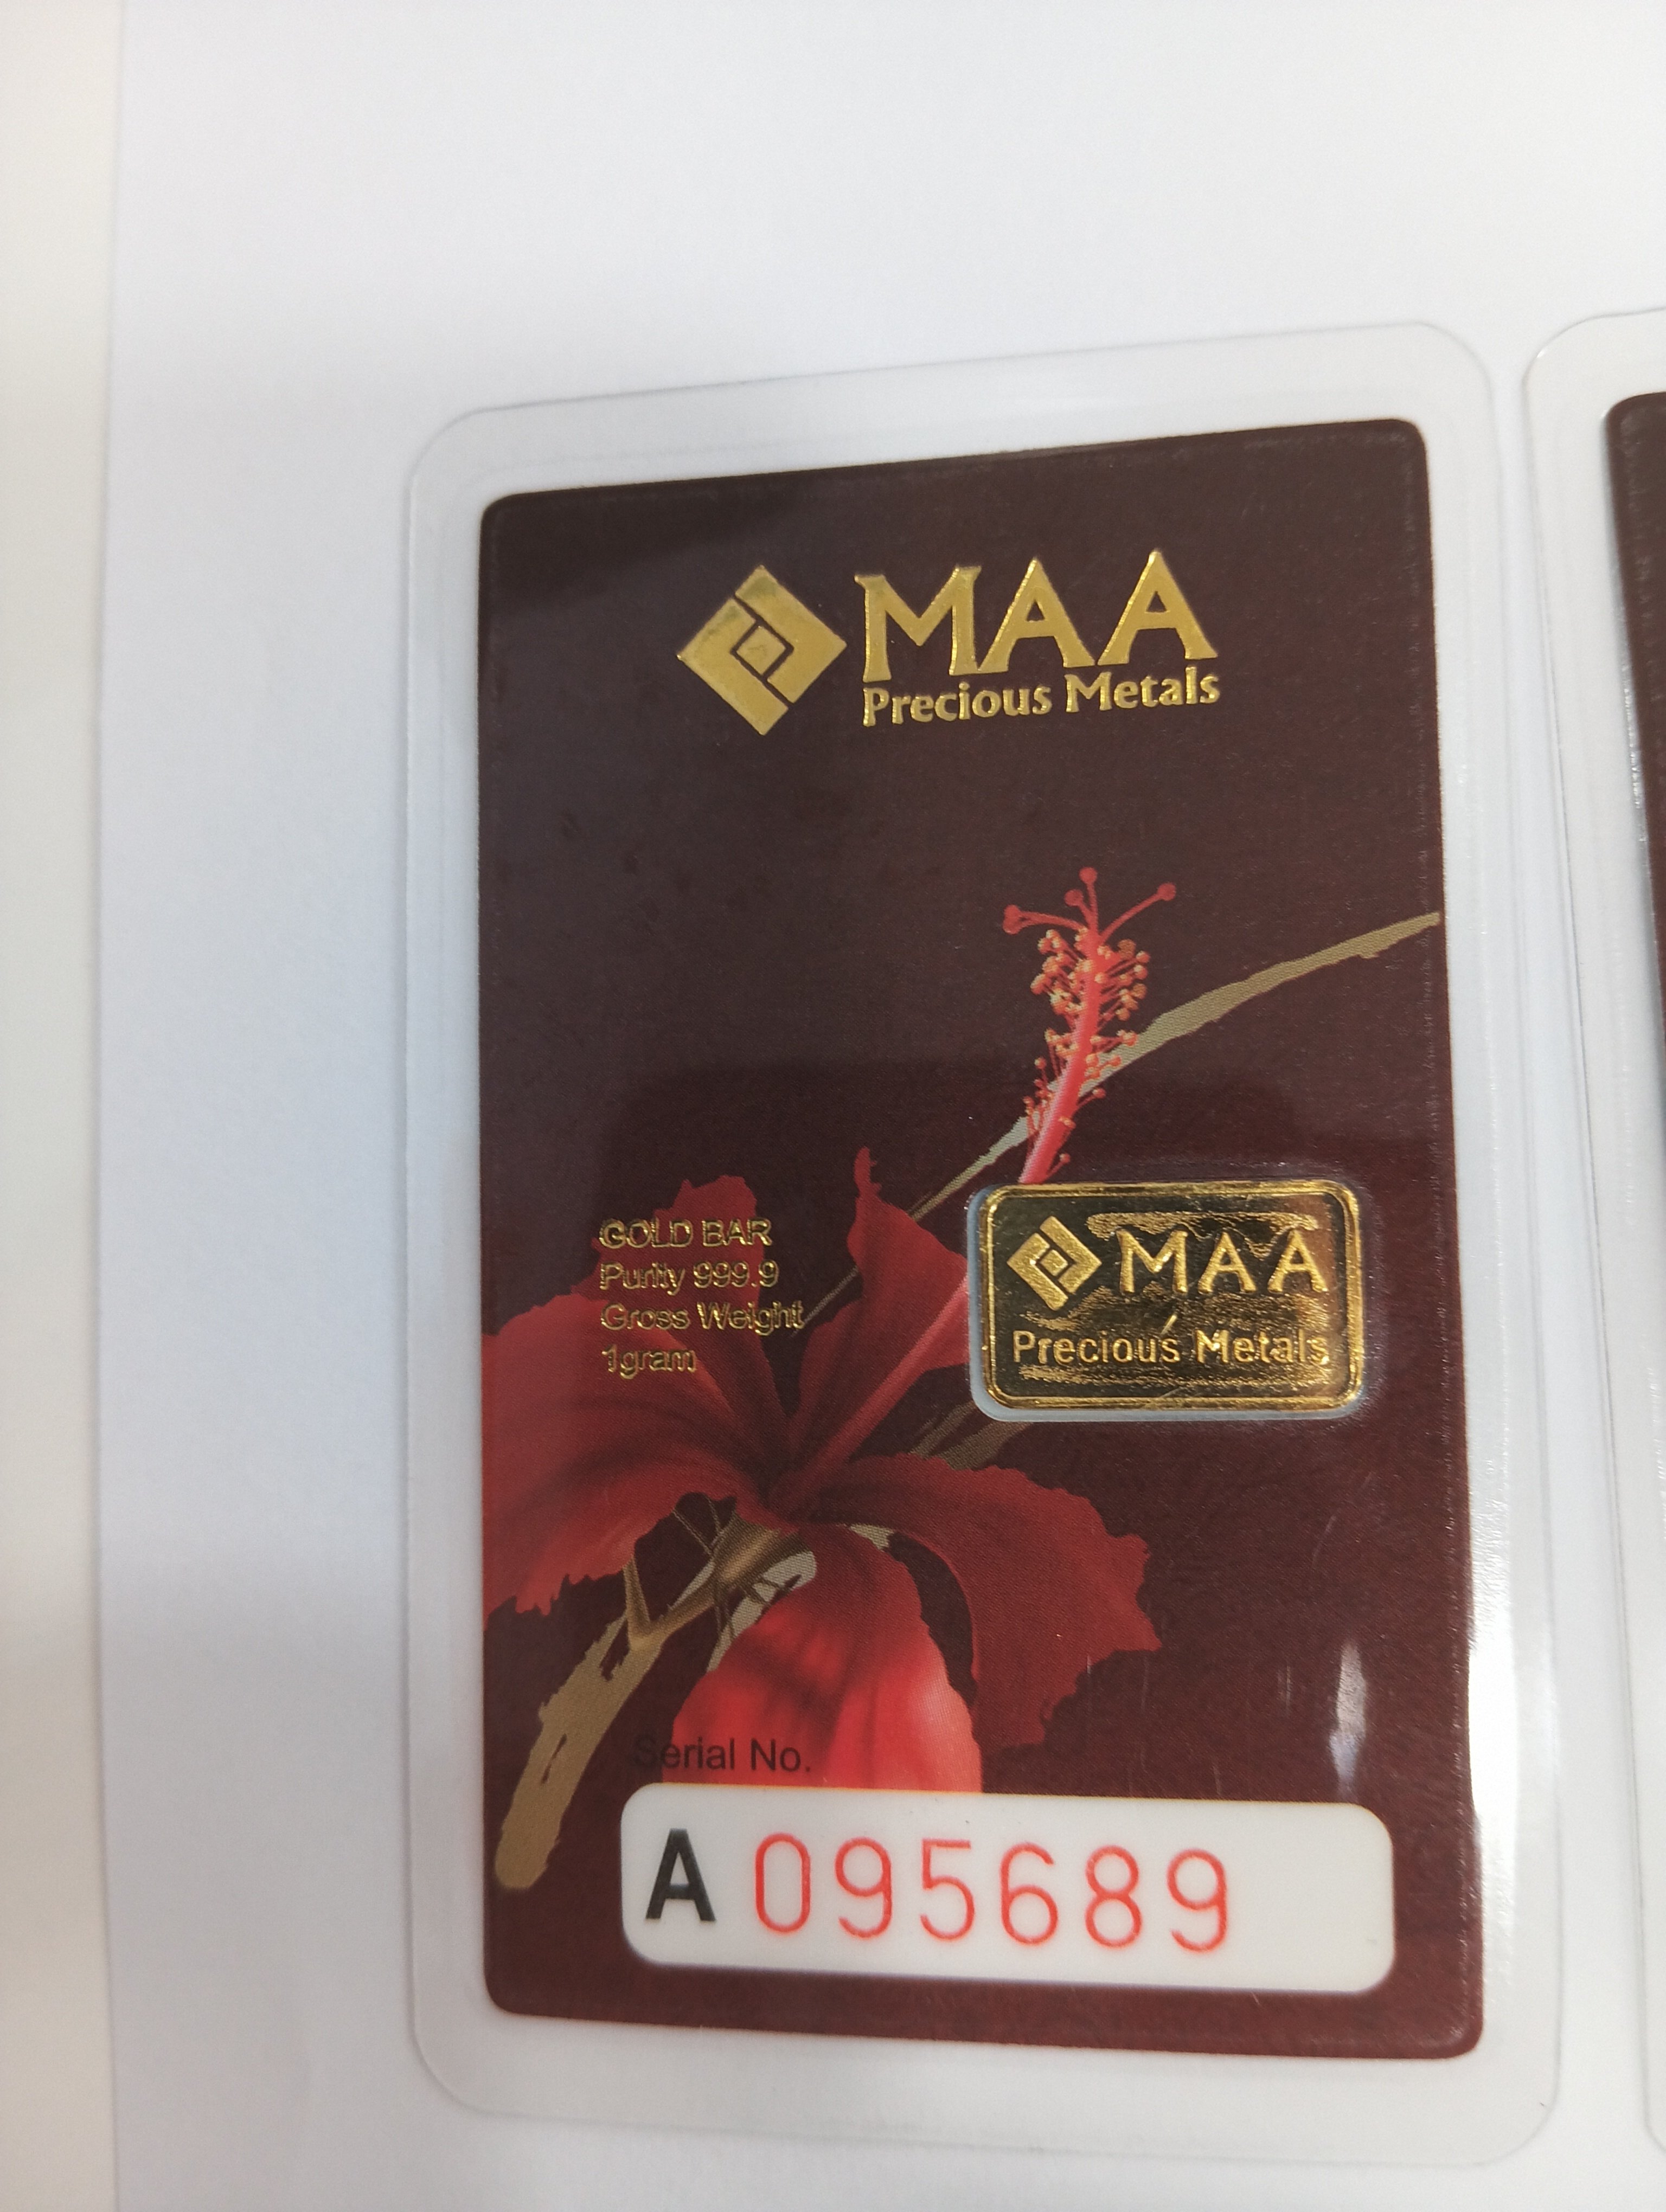 MAA
Precious Metals
GOLD BAR
Purity 999.9
Gross Weight
1gram
MAA
Precious Metals
Serial No.
A 095689